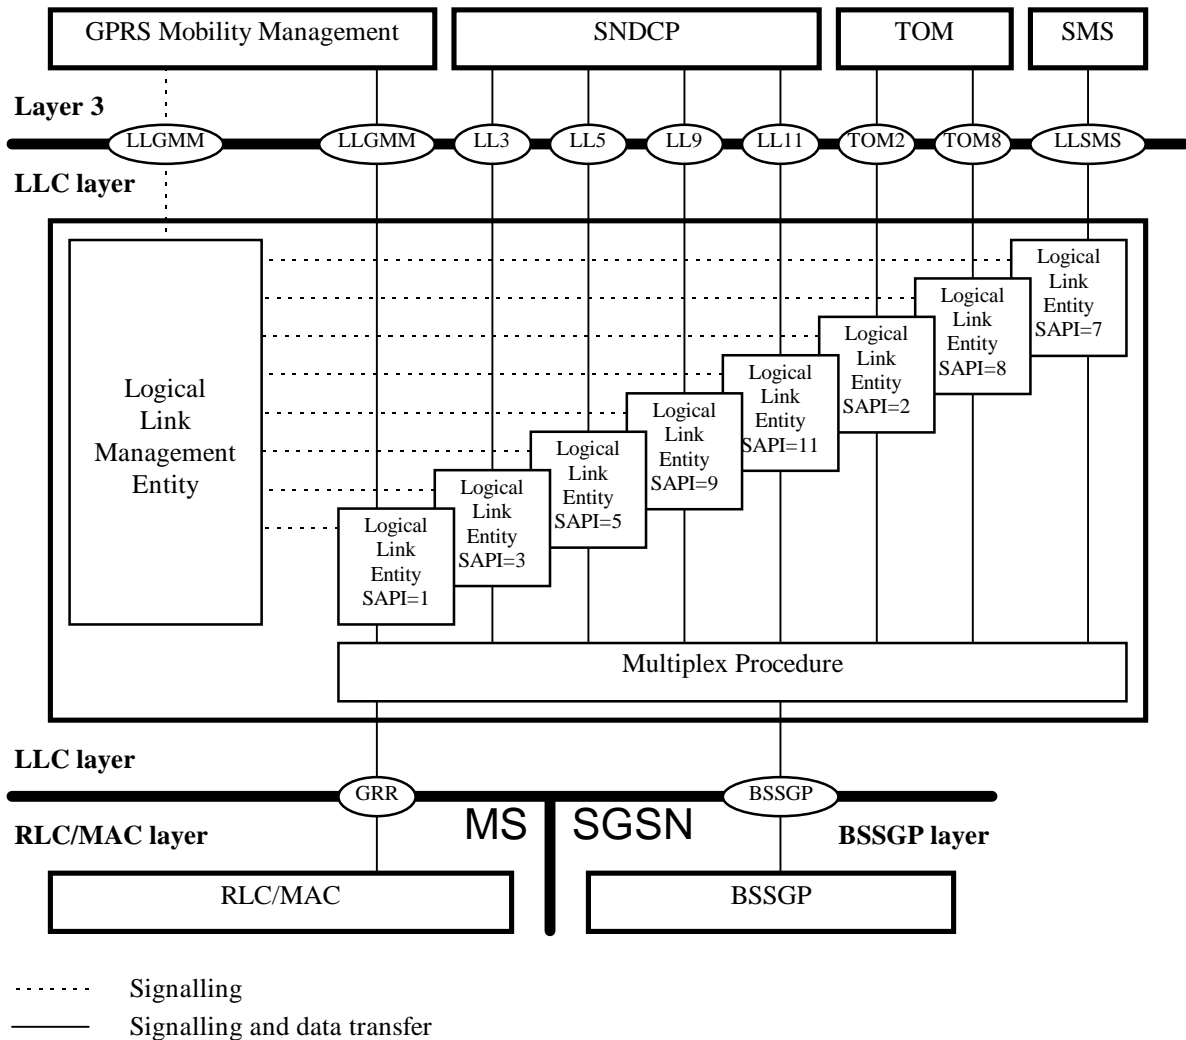 GPRS Mobility Management
SNDCP
TOM
SMS
Layer 3
LLGMM
LLGMM
LL3
LL5
LL9
LL11
TOM2
TOM8
LLSMS
LLC layer
Logical
Link
Management
Entity
Logical
Link
Entity
SAPI=1
Logical
Link
Entity
SAPI=3
Logical
Link
Entity
SAPI=5
Logical
Link
Entity
SAPI=9
Logical
Link
Entity
SAPI=11
Logical
Link
Entity
SAPI=2
Logical
Link
Entity
SAPI=8
Logical
Link
Entity
SAPI=7
Multiplex Procedure
LLC layer
GRR
BSSGP
RLC/MAC layer
MS
SGSN
BSSGP layer
RLC/MAC
BSSGP
Signalling
Signalling and data transfer